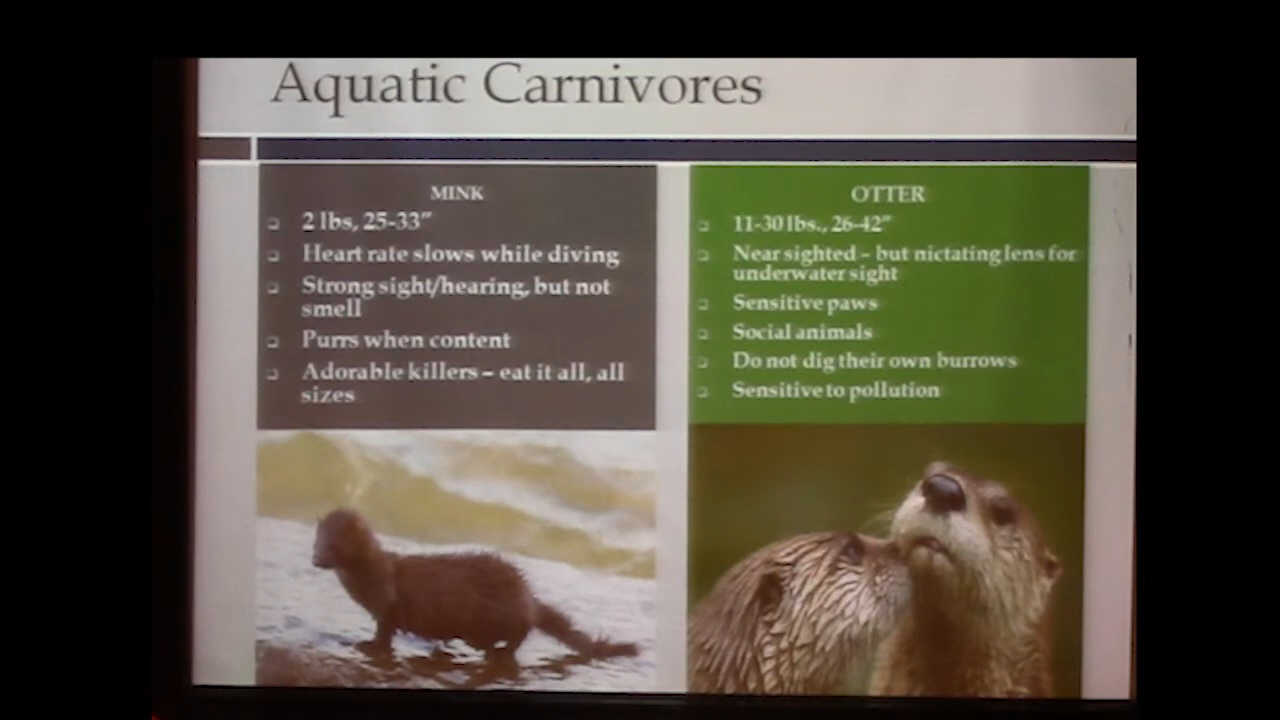 Aquatic Carnivores
MINK
2 lbs, 25-33”
Heart rate slows while diving
Strong sight/hearing, but not
smell
Purrs when content
Adorable killers – eat it all, all
sizes
OTTER
11-30 lbs., 26-42”
Near sighted – but nictating lens for
underwater sight
Sensitive paws
Social animals
Do not dig their own burrows
Sensitive to pollution